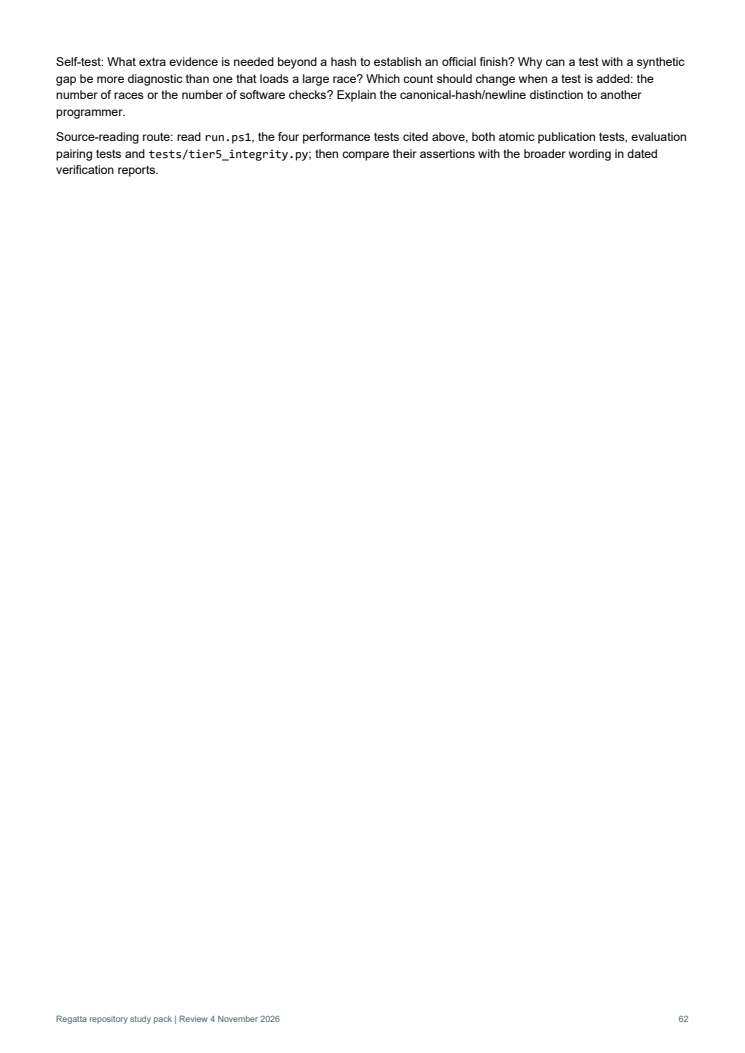 Self-test: What extra evidence is needed beyond a hash to establish an official finish? Why can a test with a synthetic
gap be more diagnostic than one that loads a large race? Which count should change when a test is added: the
number of races or the number of software checks? Explain the canonical-hash/newline distinction to another
programmer.
Source-reading route: read run.ps1, the four performance tests cited above, both atomic publication tests, evaluation
pairing tests and tests/tier5_integrity.py; then compare their assertions with the broader wording in dated
verification reports.
Regatta repository study pack | Review 4 November 2026
62